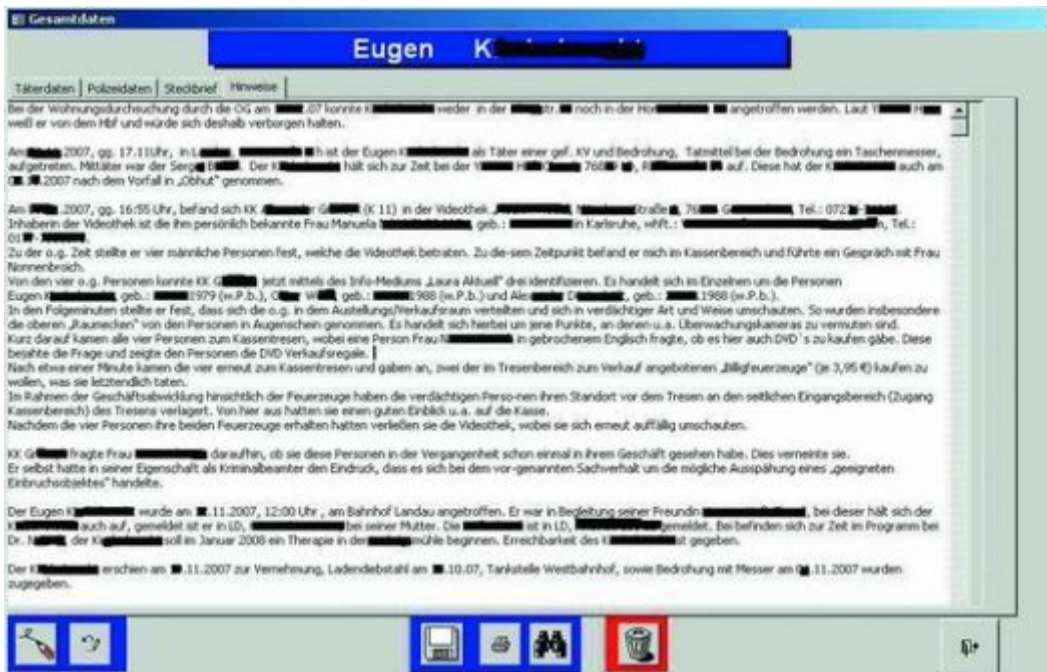 Gesamtdaten
Eugen K
Täterdaten Polizeidaten Steckbrief Hinweise
Bei der Wohnungsdurchsuchung durch die OG am .07 konnte K weder in der str. noch in der Hor angetroffen werden. Laut Y H
weiß er von dem Hbf und würde sich deshalb verborgen halten.
Am .2007, gg. 17.11Uhr, in L h ist der Eugen K als Täter einer gef. KV und Bedrohung, Tatmittel bei der Bedrohung ein Taschenmesser,
aufgetreten. Mittäter war der Serge B . Der K hält sich zur Zeit bei der Y H 768 , R auf. Diese hat der K auch am
.2007 nach dem Vorfall in „Obhut" genommen.
Am .2007, gg. 16:55 Uhr, befand sich KK A G (K 11) in der Videothek „ Straße , 76 G , Tel.: 072
Inhaberin der Videothek ist die ihm persönlich bekannte Frau Manuela , geb.: in Karlsruhe, whft.: n, Tel.:
01
Zu der o.g. Zeit stellte er vier männliche Personen fest, welche die Videothek betraten. Zu die-sem Zeitpunkt befand er mich im Kassenbereich und führte ein Gespräch mit Frau
Nonnenbroich.
Von den vier o.g. Personen konnte KK G jetzt mittels des Info-Mediums „Laura Aktuell" drei identifizieren. Es handelt sich im Einzelnen um die Personen
Eugen K , geb.: 1979 (w.P.b.), O W , geb.: 1988 (w.P.b.) und Ale D , geb.: .1988 (w.P.b.).
In den Folgeminuten stellte er fest, dass sich die o.g. in dem Austellungs/Verkaufsraum verteilten und sich in verdächtiger Art und Weise umschauten. So wurden insbesondere
die oberen „Raumecken" von den Personen in Augenschein genommen. Es handelt sich hierbei um jene Punkte, an denen u.a. Überwachungskameras zu vermuten sind.
Kurz darauf kamen alle vier Personen zum Kassentresen, wobei eine Person Frau N in gebrochenem Englisch fragte, ob es hier auch DVD`s zu kaufen gäbe. Diese
bejahte die Frage und zeigte den Personen die DVD Verkaufsregale.
Nach etwa einer Minute kamen die vier erneut zum Kassentresen und gaben an, zwei der im Tresenbereich zum Verkauf angebotenen „Billigfeuerzeuge" (je 3,95 €) kaufen zu
wollen, was sie letztendlich taten.
Im Rahmen der Geschäftsabwicklung hinsichtlich der Feuerzeuge haben die verdächtigen Perso-nen ihren Standort vor dem Tresen an den seitlichen Eingangsbereich (Zugang
Kassenbereich) des Tresens verlagert. Von hier aus hatten sie einen guten Einblick u.a. auf die Kasse.
Nachdem die vier Personen ihre beiden Feuerzeuge erhalten hatten verließen sie die Videothek, wobei sie sich erneut auffällig umschauten.
KK G fragte Frau daraufhin, ob sie diese Personen in der Vergangenheit schon einmal in ihrem Geschäft gesehen habe. Dies verneinte sie.
Er selbst hatte in seiner Eigenschaft als Kriminalbeamter den Eindruck, dass es sich bei dem vor-genannten Sachverhalt um die mögliche Ausspähung eines „geeigneten
Einbruchsobjektes" handelte.
Der Eugen K wurde am .11.2007, 12:00 Uhr , am Bahnhof Landau angetroffen. Er war in Begleitung seiner Freundin , bei dieser hält sich der
K auch auf, gemeldet ist er in LD, bei seiner Mutter. Die ist in LD, gemeldet. Bei befinden sich zur Zeit im Programm bei
Dr. N , der K soll im Januar 2008 ein Therapie in der mühle beginnen. Erreichbarkeit des K ist gegeben.
Der K erschien am .11.2007 zur Vernehmung, Ladendebstahl am .10.07, Tankstelle Westbahnhof, sowie Bedrohung mit Messer am .11.2007 wurden
zugegeben.